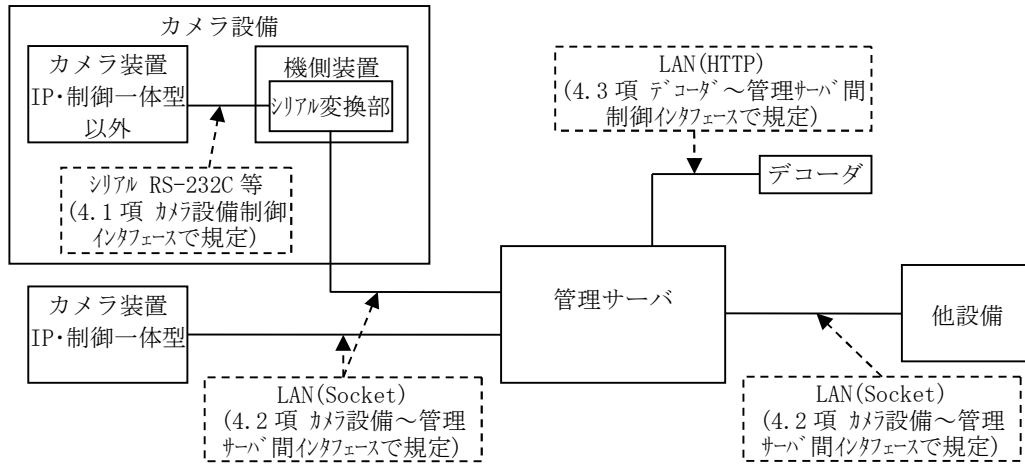 カメラ設備
カメラ装置
IP・制御一体型
以外
機側装置
ｼﾘｱﾙ変換部
ｼﾘｱﾙ RS-232C 等
(4.1 項 ｶﾒﾗ設備制御
ｲﾝﾀﾌｪｰｽで規定)
LAN(HTTP)
(4.3 項 ﾃﾞｺｰﾀﾞ～管理ｻｰﾊﾞ間
制御ｲﾝﾀﾌｪｰｽで規定)
デコーダ
カメラ装置
IP・制御一体型
管理サーバ
他設備
LAN(Socket)
(4.2 項 ｶﾒﾗ設備～管理
ｻｰﾊﾞ間ｲﾝﾀﾌｪｰｽで規定)
LAN(Socket)
(4.2 項 ｶﾒﾗ設備～管理
ｻｰﾊﾞ間ｲﾝﾀﾌｪｰｽで規定)